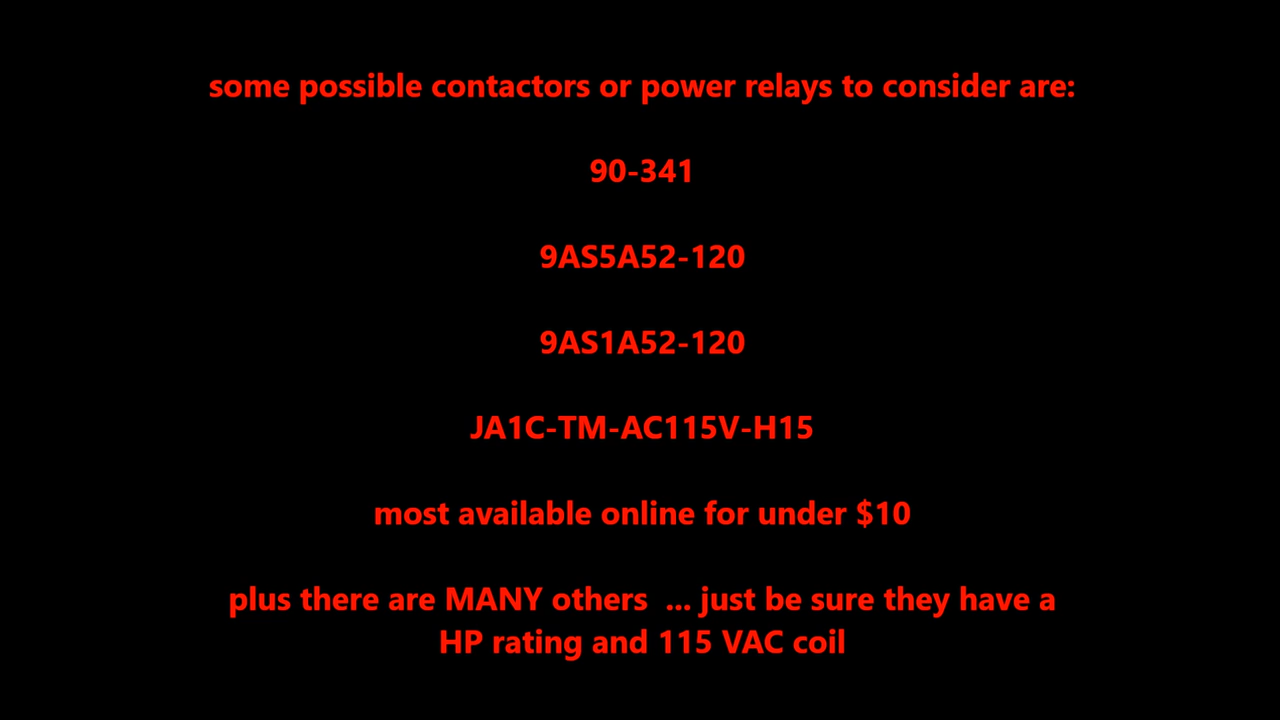 some possible contactors or power relays to consider are:
90-341
9AS5A52-120
9AS1A52-120
JA1C-TM-AC115V-H15
most available online for under $10
plus there are MANY others  ... just be sure they have a
HP rating and 115 VAC coil